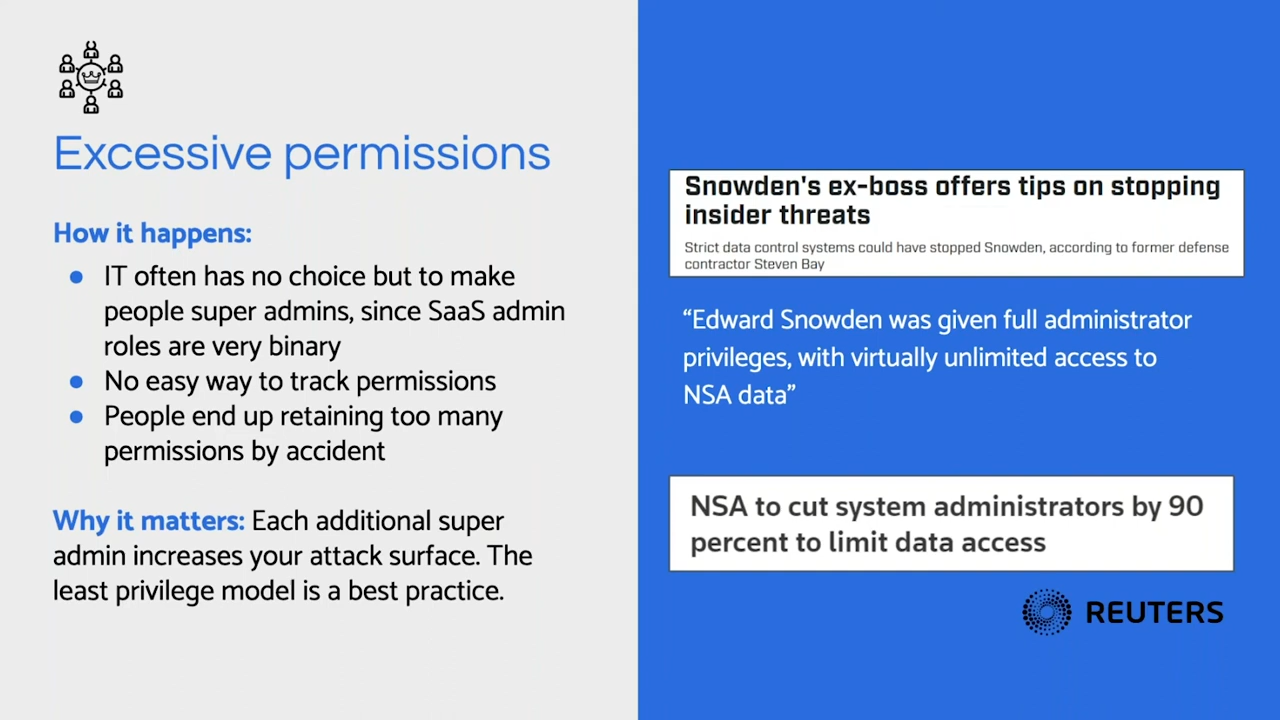 Excessive permissions
How it happens:
● IT often has no choice but to make
people super admins, since SaaS admin
roles are very binary
● No easy way to track permissions
● People end up retaining too many
permissions by accident
Why it matters: Each additional super
admin increases your attack surface. The
least privilege model is a best practice.
Snowden's ex-boss offers tips on stopping
insider threats
Strict data control systems could have stopped Snowden, according to former defense
contractor Steven Bay
“Edward Snowden was given full administrator
privileges, with virtually unlimited access to
NSA data”
NSA to cut system administrators by 90
percent to limit data access
REUTERS